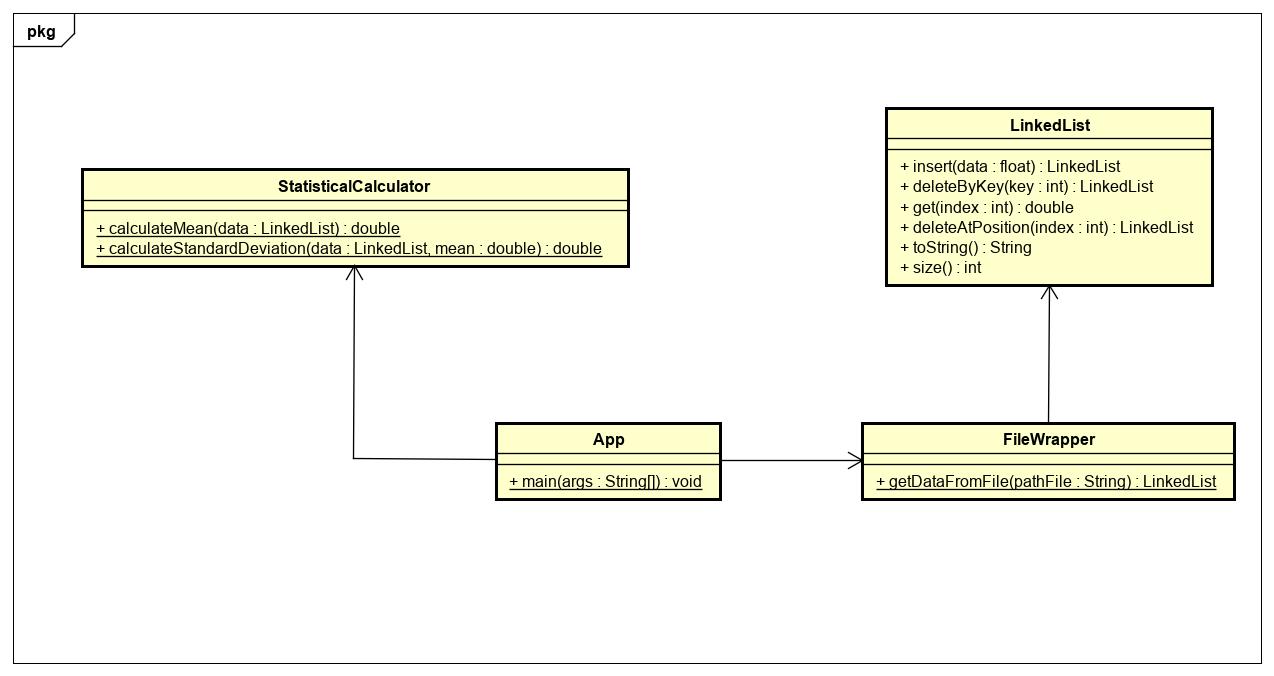 pkg
StatisticalCalculator
+ calculateMean(data : LinkedList) : double
+ calculateStandardDeviation(data : LinkedList, mean : double) : double
LinkedList
+ insert(data : float) : LinkedList
+ deleteByKey(key : int) : LinkedList
+ get(index : int) : double
+ deleteAtPosition(index : int) : LinkedList
+ toString() : String
+ size() : int
App
+ main(args : String[]) : void
FileWrapper
+ getDataFromFile(pathFile : String) : LinkedList